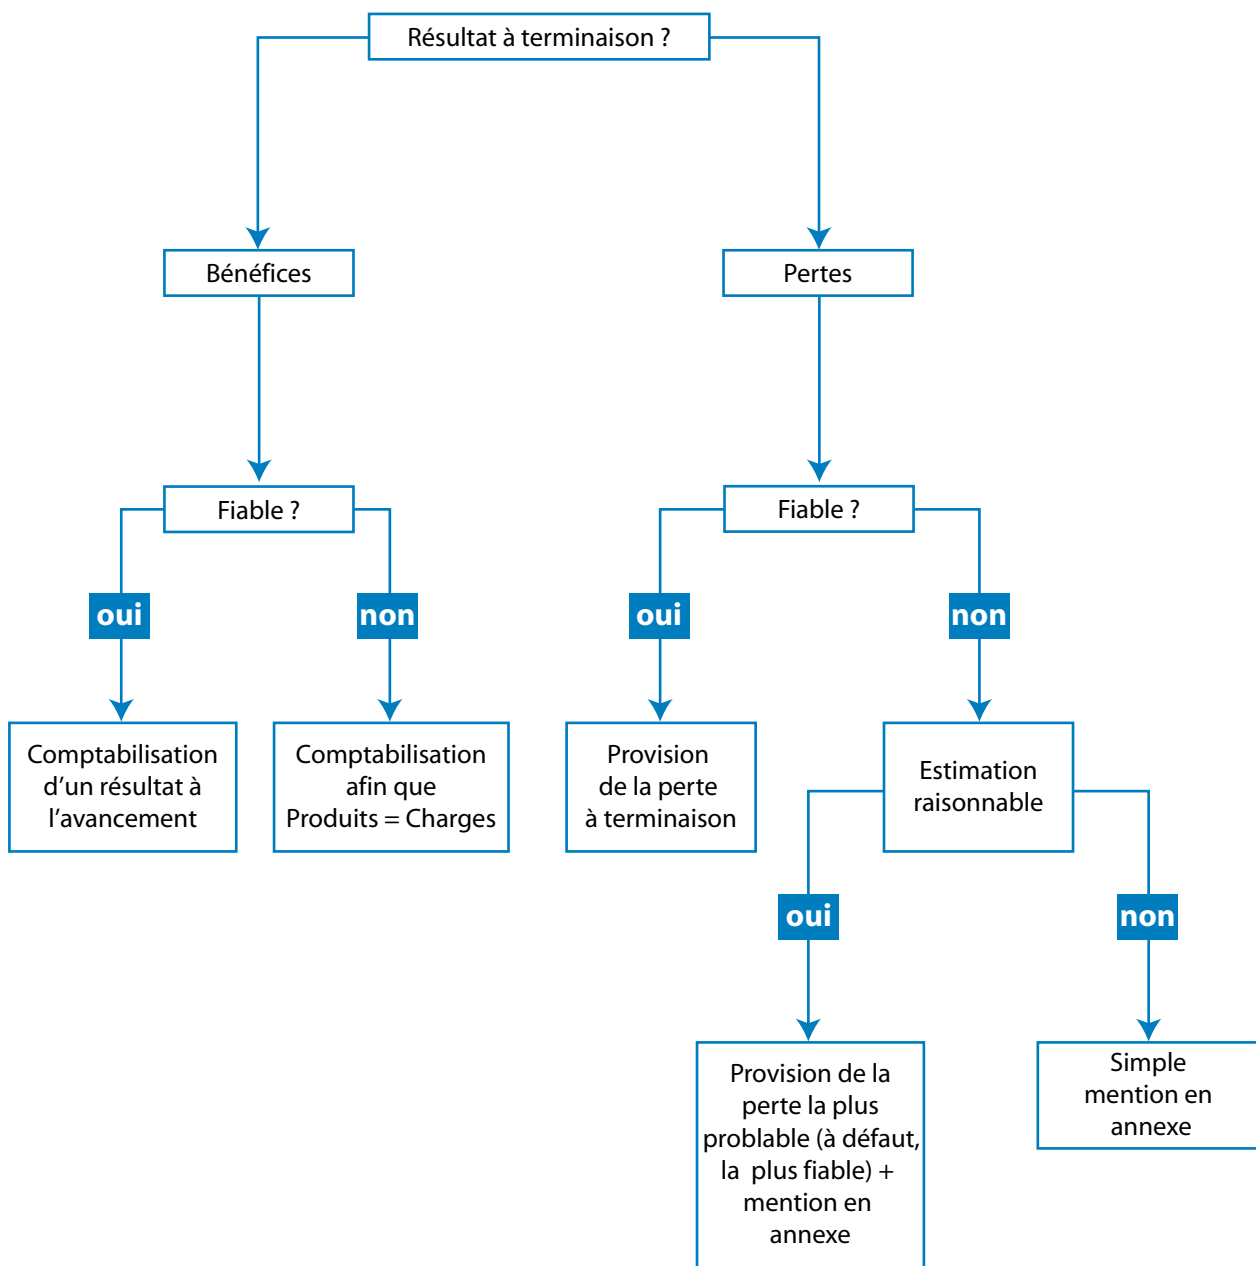 Résultat à terminaison ?
Bénéfices
Pertes
Fiable ?
Fiable ?
oui
non
oui
non
Comptabilisation
d’un résultat à
l’avancement
Comptabilisation
afin que
Produits = Charges
Provision
de la perte
à terminaison
Estimation
raisonnable
oui
non
Provision de la
perte la plus
problable (à défaut,
la plus fiable) +
mention en
annexe
Simple
mention en
annexe